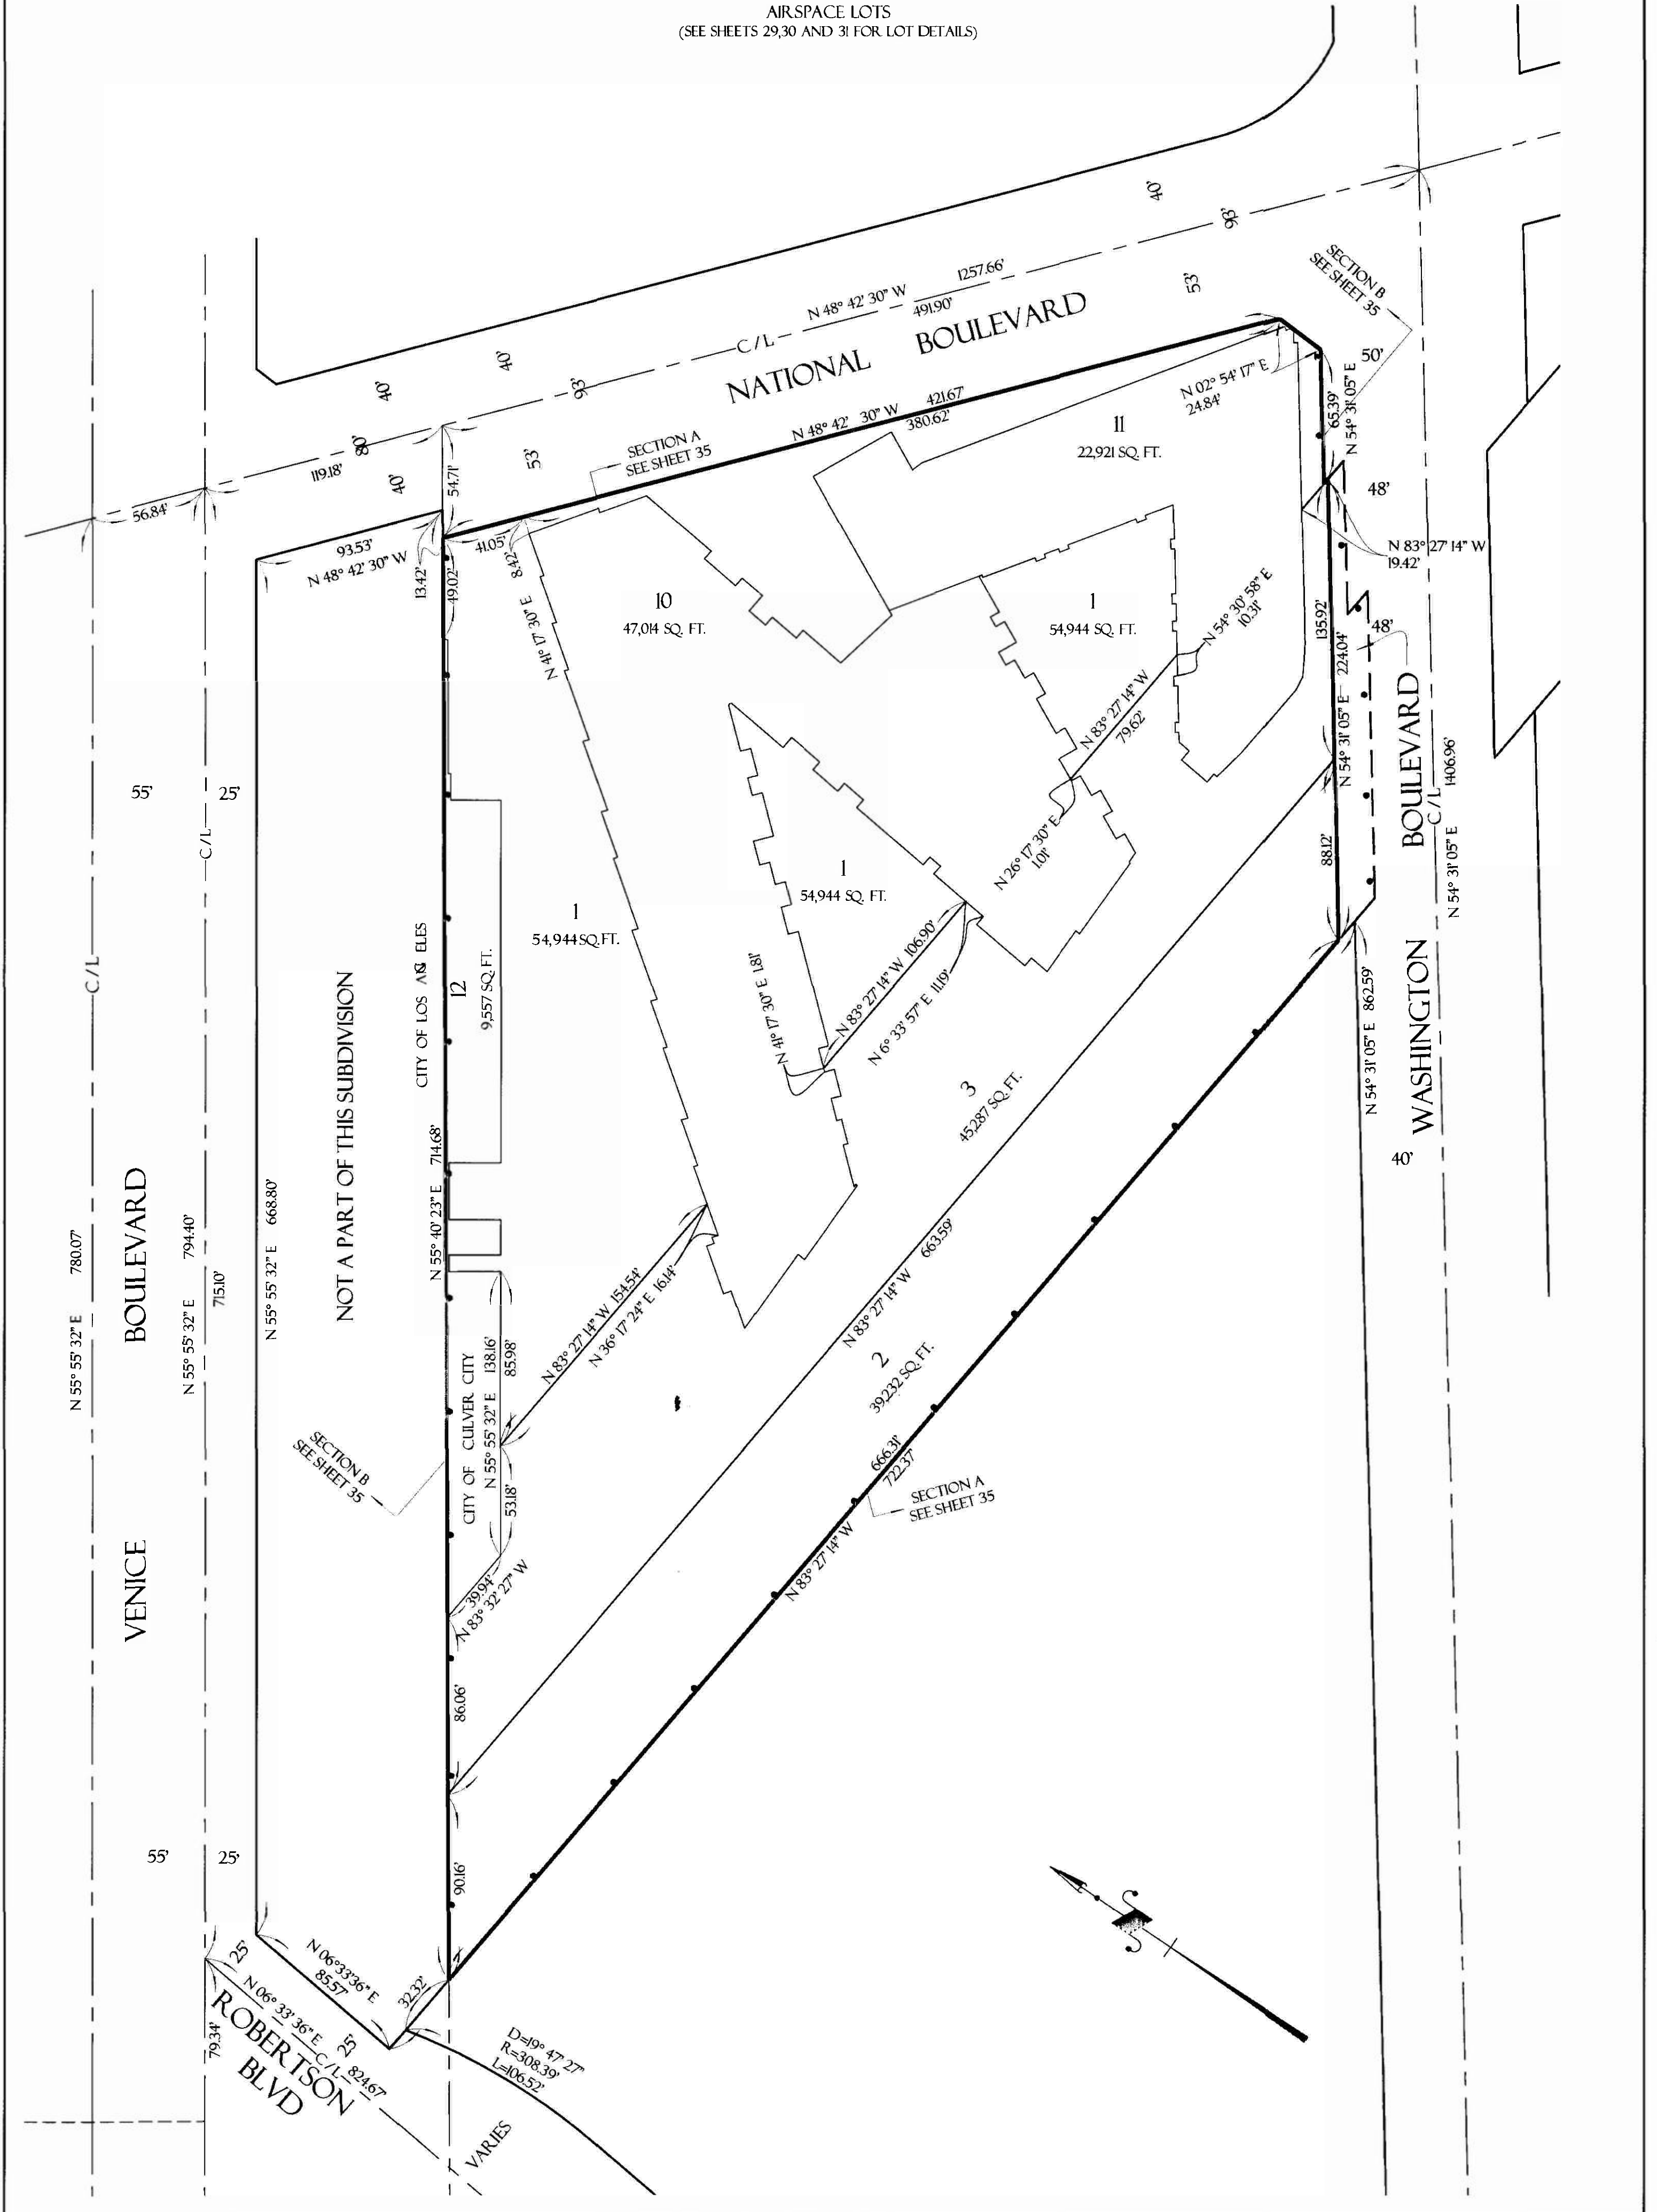 AIRSPACE LOTS
(SEE SHEETS 29,30 AND 31 FOR LOT DETAILS)
40'
93'
SECTION B
SEE SHEET 35
1257.66'
N 48° 42' 30" W
491.90'
C/L
53'
NATIONAL BOULEVARD
40'
93'
40'
50'
N 02° 54' 17" E
24.84'
65.39'
N 54° 31' 05" E
421.67'
N 48° 42' 30" W
380.62'
11
22,921 SQ. FT.
SECTION A
SEE SHEET 35
53'
80'
119.18'
40'
54.71'
48'
56.84'
93.53'
N 48° 42' 30" W
13.42'
49.02'
41.05'
8.42'
N 41° 17' 30" E
N 83° 27' 14" W
19.42'
10
47,014 SQ. FT.
1
54,944 SQ. FT.
N 54° 30' 58" E
10.31'
135.92'
48'
N 54° 31' 05" E 224.04'
N 83° 27' 14" W
79.62'
55'
25'
C/L
N 26° 17' 30" E
1.01'
88.12'
BOULEVARD
C/L
1406.96'
N 54° 31' 05" E
1
54,944 SQ. FT.
1
54,944 SQ. FT.
C/L
CITY OF LOS ANGELES
12
9,557 SQ. FT.
NOT A PART OF THIS SUBDIVISION
N 41° 17' 30" E 1.81'
N 83° 27' 14" W 106.90'
N 6° 33' 57" E 11.19'
N 54° 31' 05" E 862.59'
WASHINGTON
3
45,287 SQ. FT.
40'
N 55° 40' 23" E 714.68'
BOULEVARD
N 55° 55' 32" E 780.07'
N 55° 55' 32" E 794.40'
715.10'
N 55° 55' 32" E 668.80'
N 83° 27' 14" W 154.54'
N 36° 17' 24" E 16.14'
N 83° 27' 14" W 663.59'
2
39,232 SQ. FT.
CITY OF CULVER CITY
N 55° 55' 32" E 138.16'
85.98'
53.18'
SECTION B
SEE SHEET 35
666.31'
722.37'
SECTION A
SEE SHEET 35
N 83° 27' 14" W
VENICE
39.94'
N 83° 32' 27" W
86.06'
55'
25'
90.16'
25'
N 06°33'36" E
85.57'
32.32'
N 06° 33' 36" E
C/L
824.67'
25'
ROBERTSON
BLVD
79.34'
D=19° 47' 27"
R=308.39'
L=106.52'
VARIES